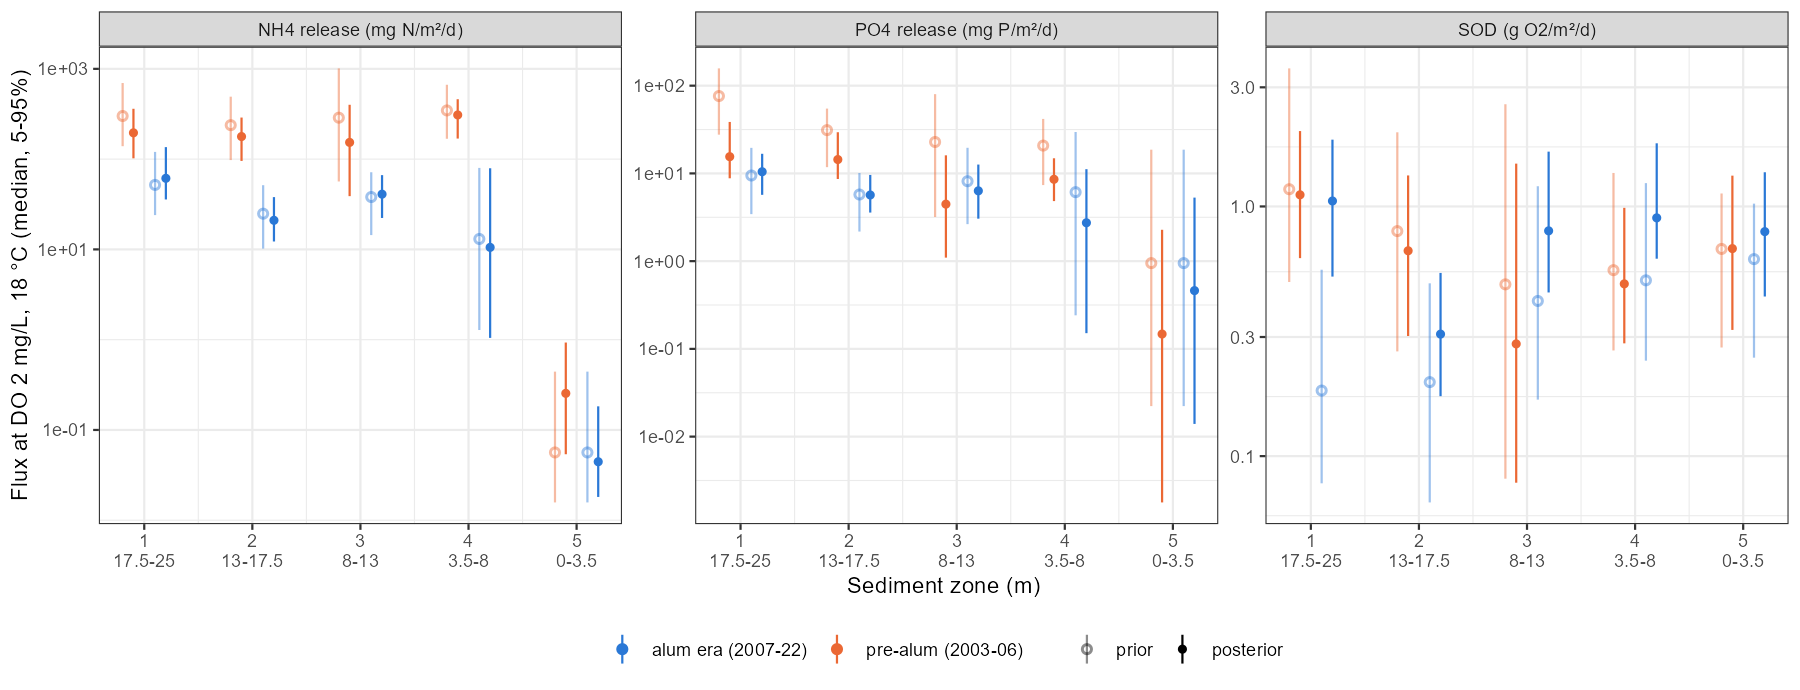 NH4 release (mg N/m²/d)
PO4 release (mg P/m²/d)
SOD (g O2/m²/d)
Flux at DO 2 mg/L, 18 °C (median, 5-95%)
1e+03
1e+01
1e-01
1e+02
1e+01
1e+00
1e-01
1e-02
3.0
1.0
0.3
0.1
1 2 3 4 5
17.5-25 13-17.5 8-13 3.5-8 0-3.5
1 2 3 4 5
17.5-25 13-17.5 8-13 3.5-8 0-3.5
1 2 3 4 5
17.5-25 13-17.5 8-13 3.5-8 0-3.5
Sediment zone (m)
alum era (2007-22) pre-alum (2003-06) prior posterior